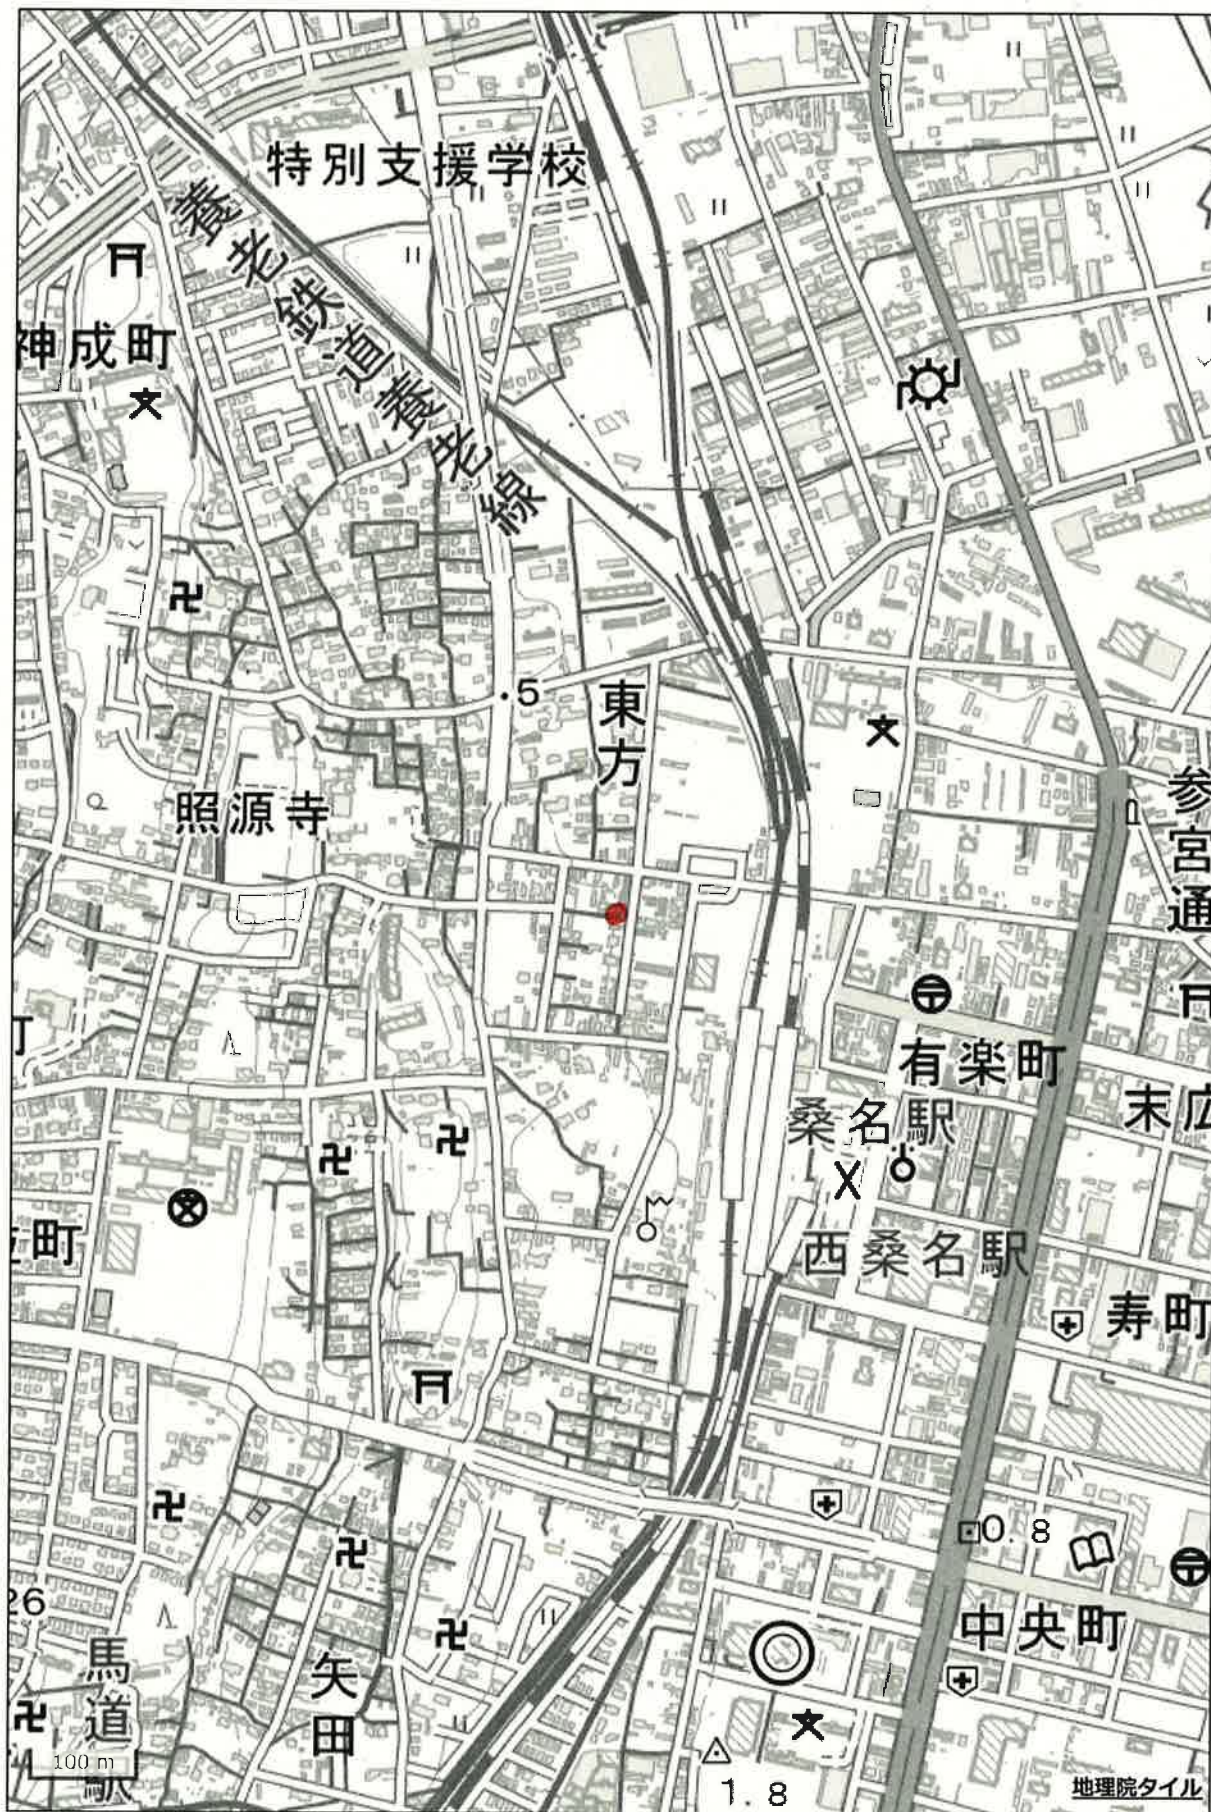 特別支援学校
養老鉄道養老線
神成町
・5
東方
照源寺
参宮通
有楽町
桑名駅
末広
町
西桑名駅
寿町
0.8
26
中央町
馬道駅
矢田
100 m
1.8
地理院タイル